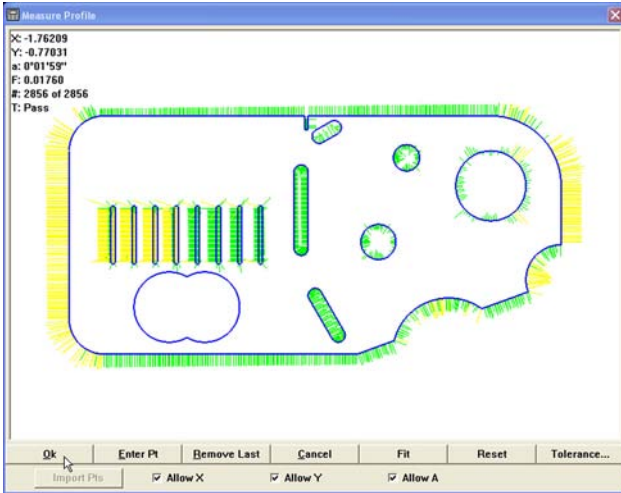 Measure Profile
X: -1.76209
Y: -0.77031
a: 0°01'59"
F: 0.01760
#: 2856 of 2856
T: Pass
Ok Enter Pt Remove Last Cancel Fit Reset Tolerance...
Import Pts Allow X Allow Y Allow A